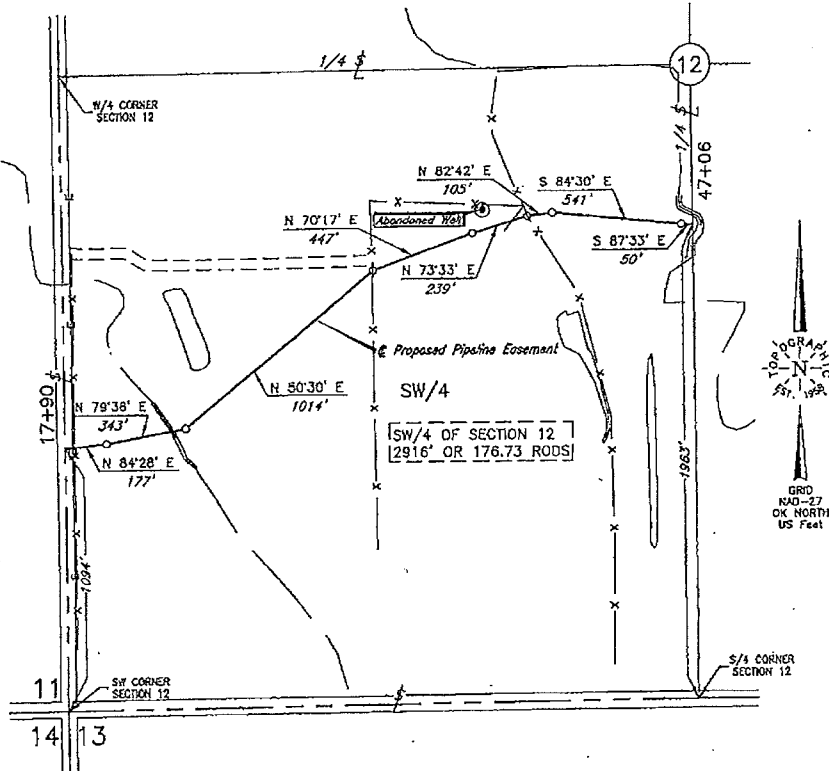 1/4
12
W/4 CORNER
SECTION 12
1/4
47+06
N 82°42' E
105'
S 84°30' E
541'
N 70°17' E
447'
Abandoned Well
S 87°33' E
50'
N 73°33' E
239'
Proposed Pipeline Easement
SW/4
N 50°30' E
1014'
17+90
N 79°38' E
343'
SW/4 OF SECTION 12
2916' OR 176.73 RODS
N 84°28' E
177'
1963'
TOPOGRAPHIC
N
EST. 1959
GRID
NAD-27
OK NORTH
US Feet
1094'
11
SW CORNER
SECTION 12
S/4 CORNER
SECTION 12
14
13